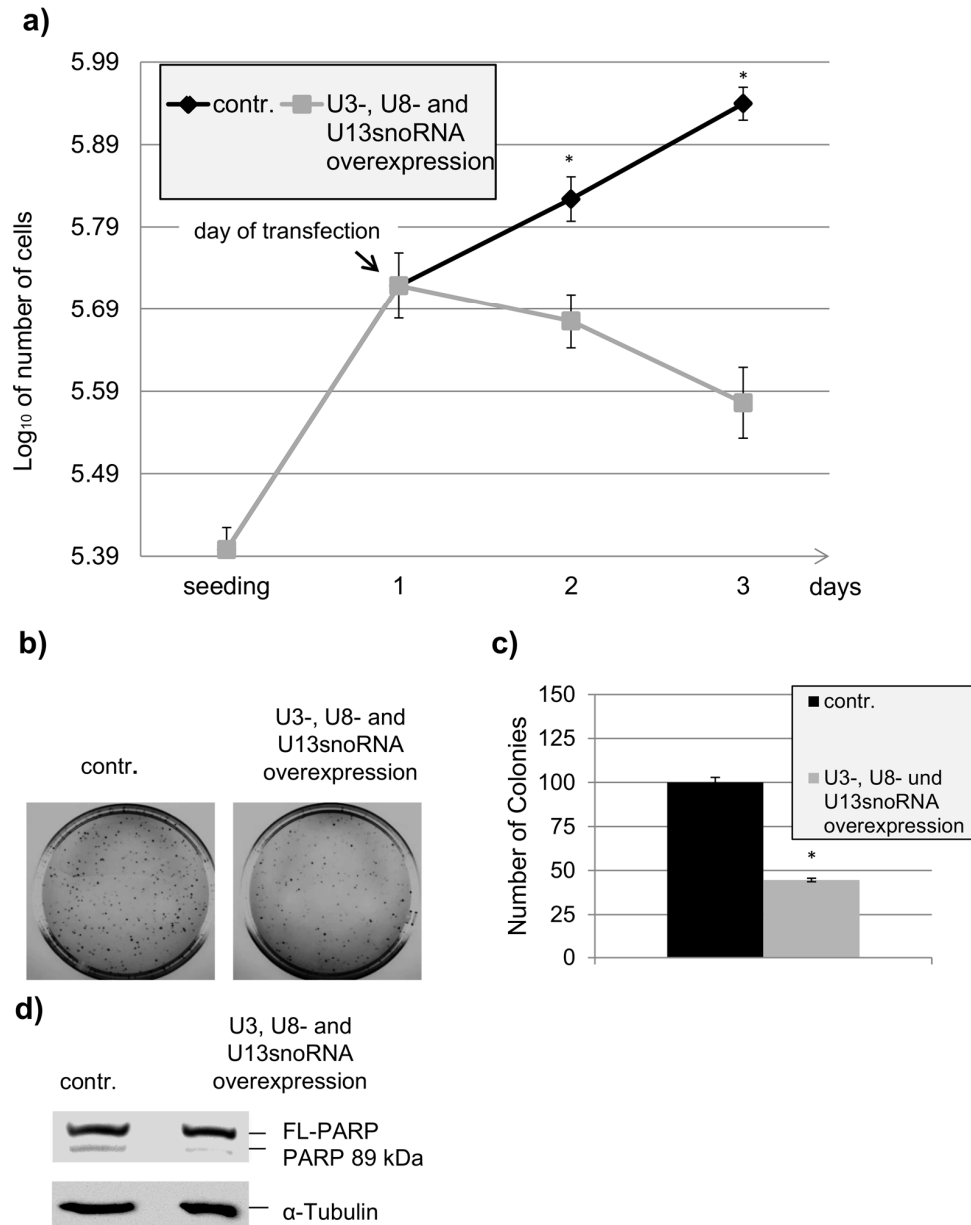 a)
5.99
5.89
5.79
5.69
5.59
5.49
5.39
Log10 of number of cells
contr.
U3-, U8- and
U13snoRNA
overexpression
day of transfection
*
*
seeding
1
2
3
days
b)
contr.
U3-, U8- and
U13snoRNA
overexpression
c)
150
125
100
75
50
25
0
Number of Colonies
contr.
U3-, U8- und
U13snoRNA
overexpression
*
d)
contr.
U3, U8- and
U13snoRNA
overexpression
FL-PARP
PARP 89 kDa
α-Tubulin